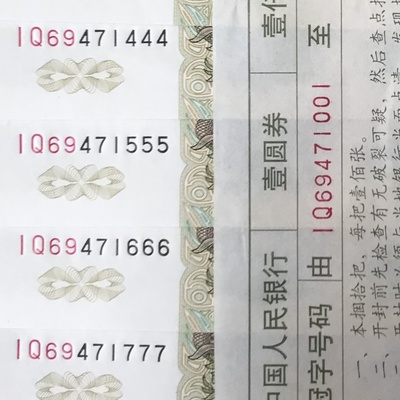 1Q69471444
1Q69471555
1Q69471666
1Q69471777
中国人民银行 壹圆券 壹仟
冠字号码 由 1Q69471001 至
一、本捆拾把，每把壹佰张。
二、开封前先检查有无破裂可疑，然后查点